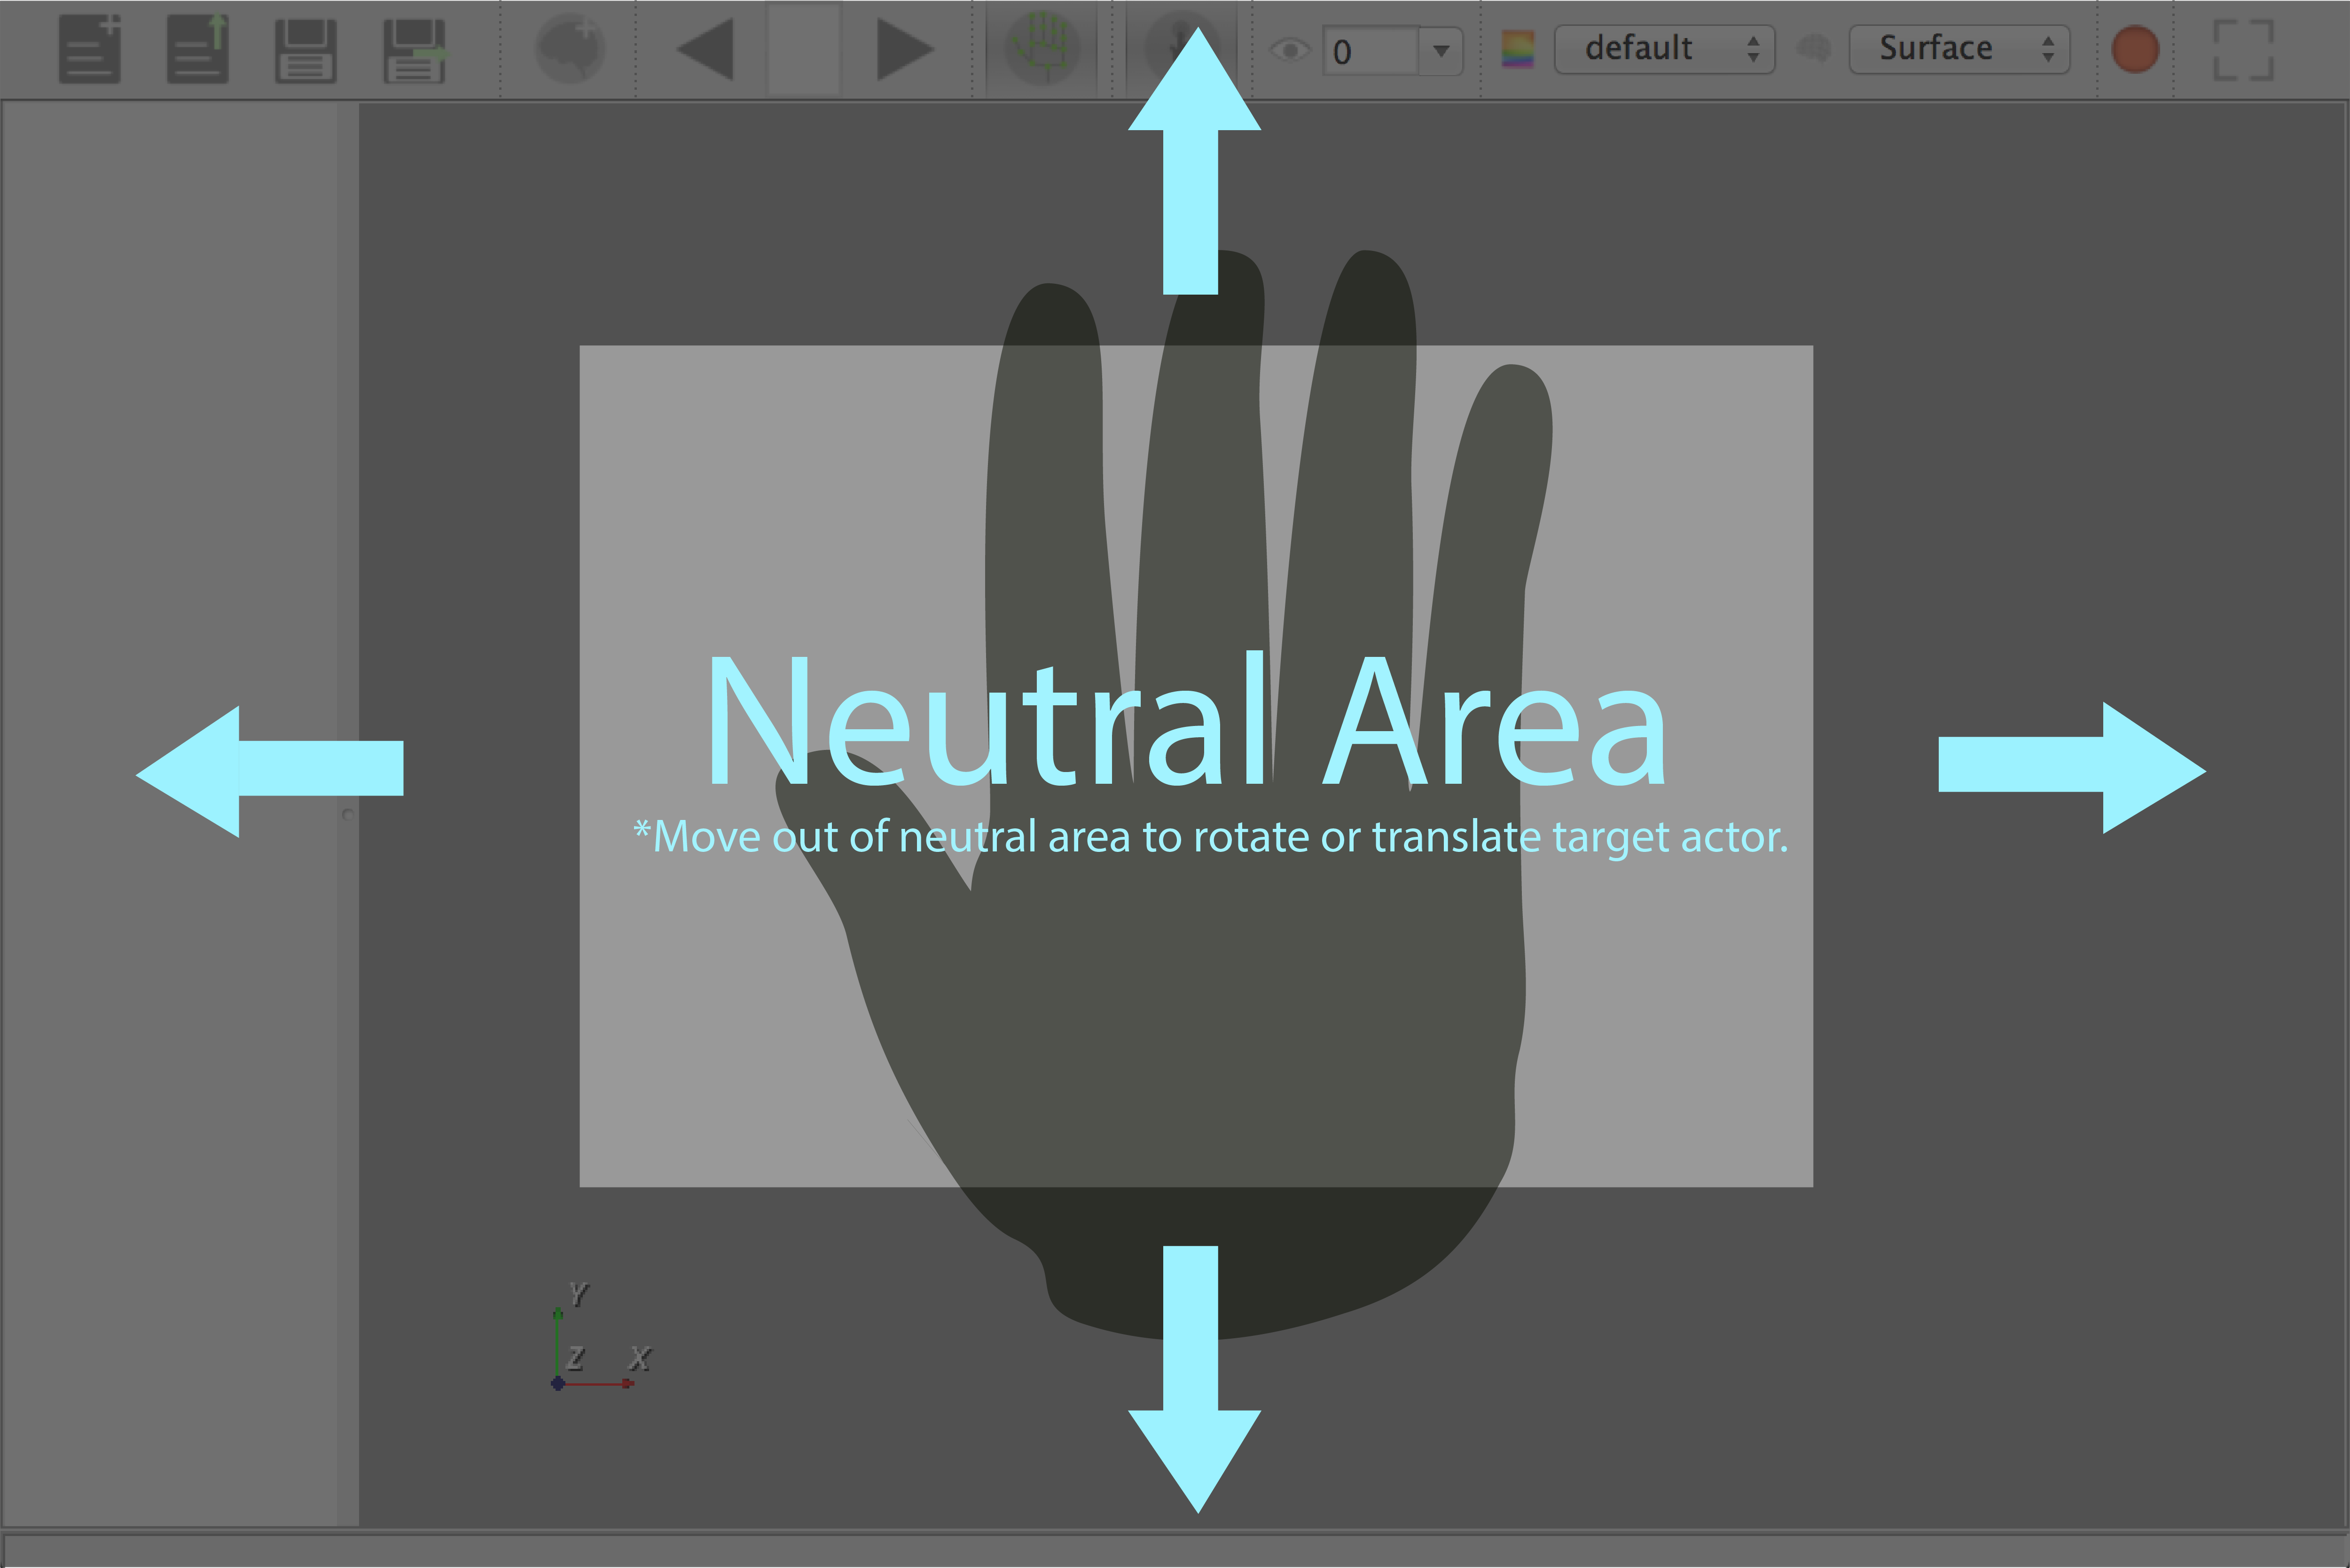 0
default
Surface
Neutral Area
*Move out of neutral area to rotate or translate target actor.
Y
Z X